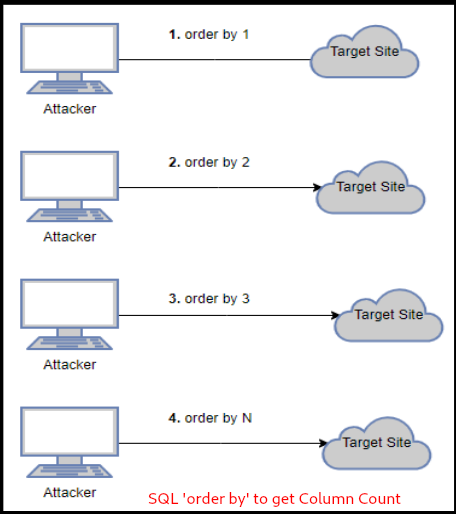 1. order by 1
Target Site
Attacker
2. order by 2
Target Site
Attacker
3. order by 3
Target Site
Attacker
4. order by N
Target Site
Attacker
SQL 'order by' to get Column Count